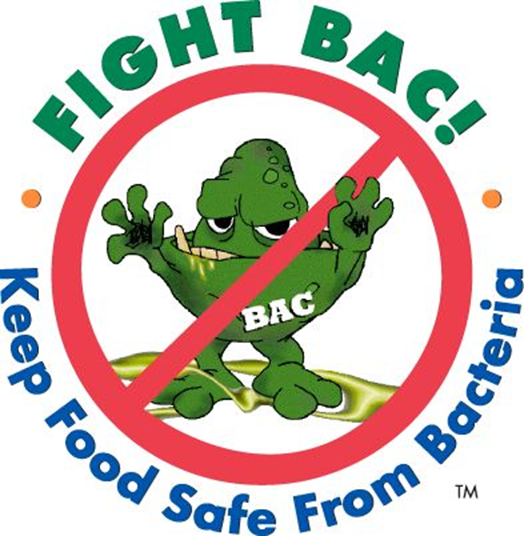 FIGHT BAC!
BAC
Keep Food Safe From Bacteria
TM